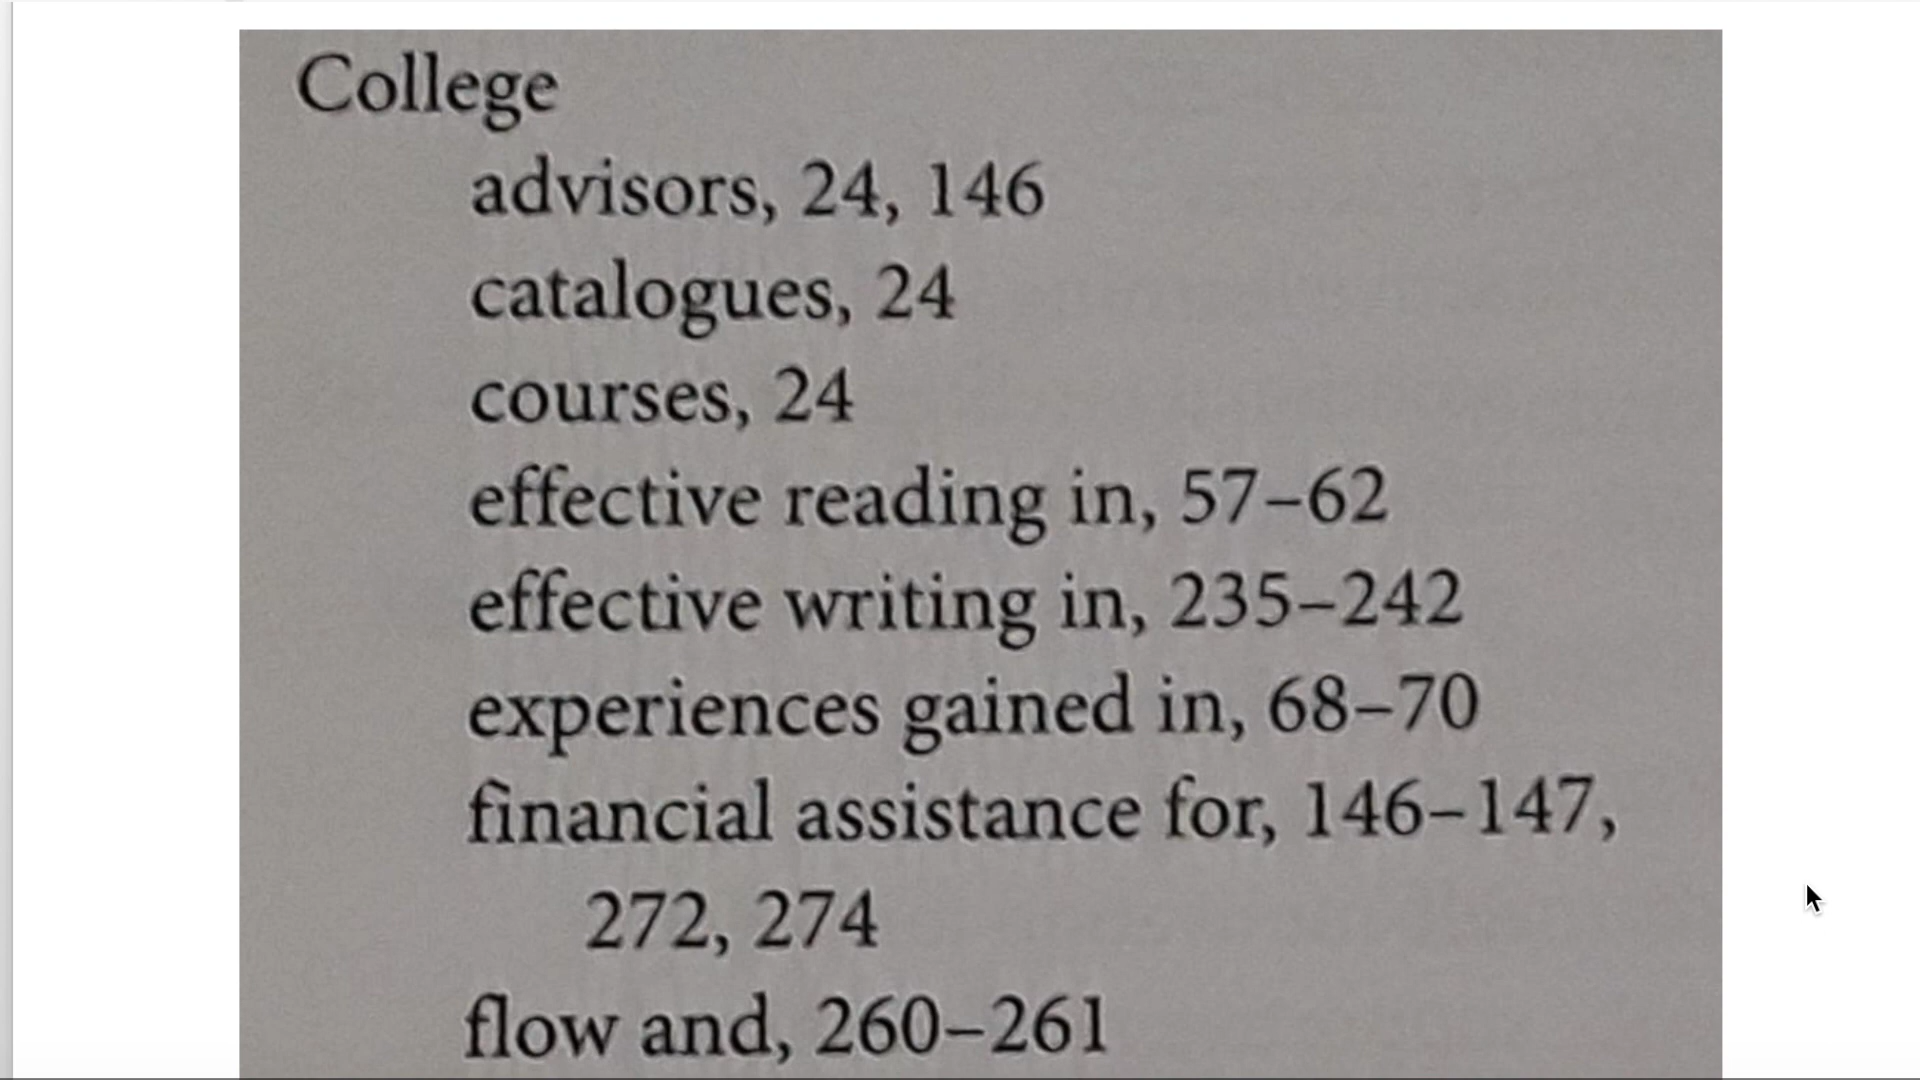 College
advisors, 24, 146
catalogues, 24
courses, 24
effective reading in, 57–62
effective writing in, 235–242
experiences gained in, 68–70
financial assistance for, 146–147,
272, 274
flow and, 260–261